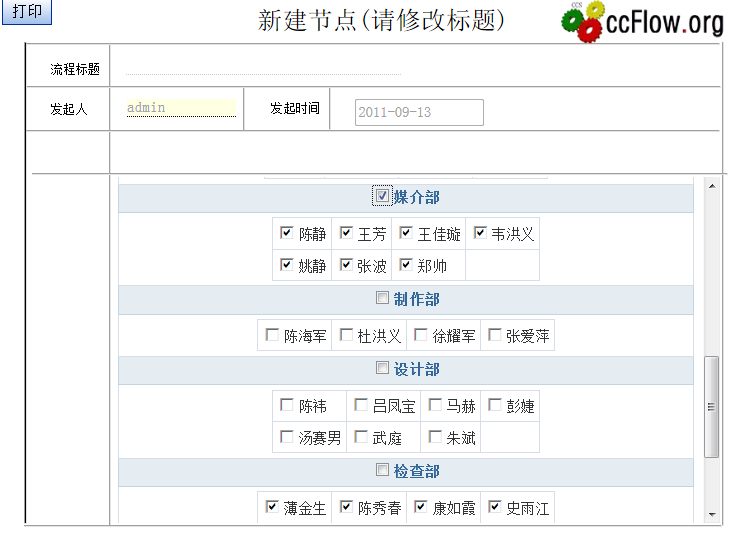 打印
新建节点(请修改标题)
CCS
ccFlow.org
流程标题
发起人 admin 发起时间 2011-09-13
媒介部
陈静 王芳 王佳璇 韦洪义
姚静 张波 郑帅
制作部
陈海军 杜洪义 徐耀军 张爱萍
设计部
陈祎 吕凤宝 马赫 彭婕
汤赛男 武庭 朱斌
检查部
薄金生 陈秀春 康如霞 史雨江